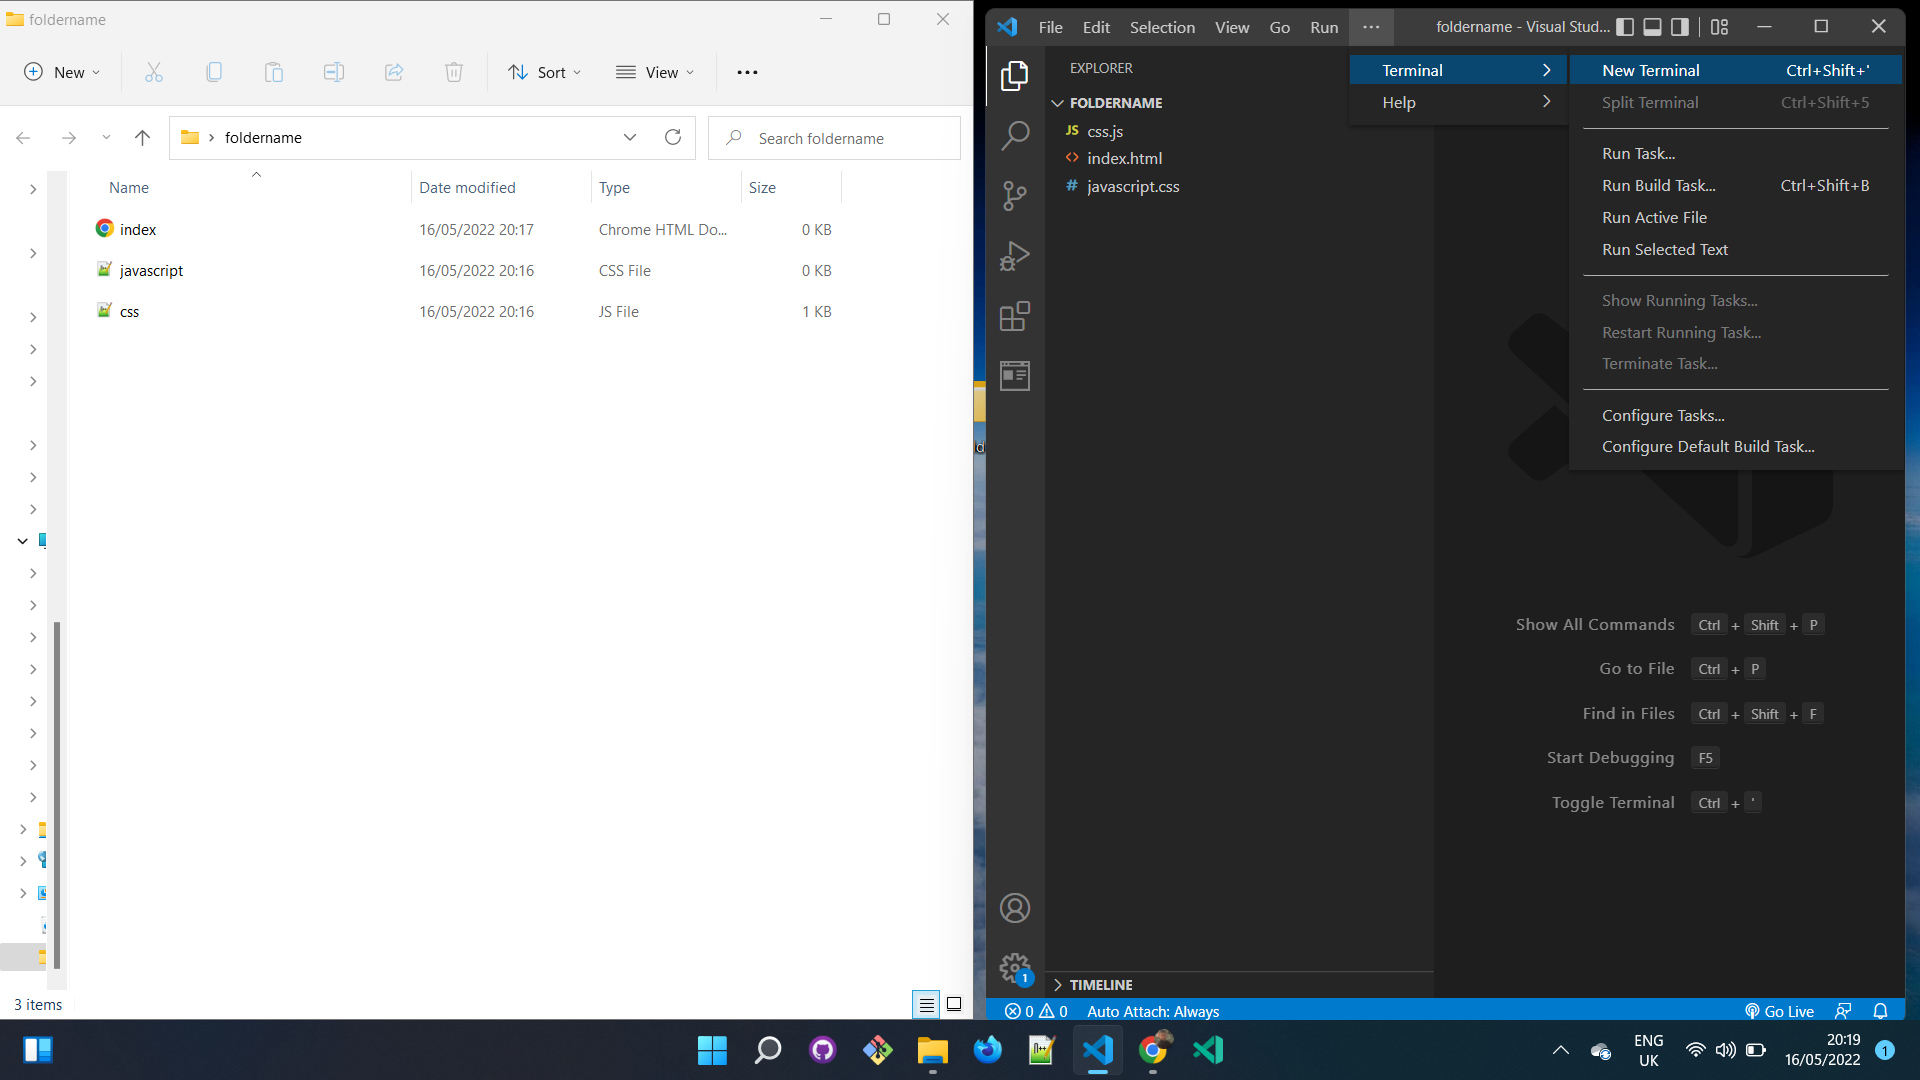 foldername
New
Sort
View
foldername
Search foldername
Name Date modified Type Size
index 16/05/2022 20:17 Chrome HTML Do... 0 KB
javascript 16/05/2022 20:16 CSS File 0 KB
css 16/05/2022 20:16 JS File 1 KB
3 items
File Edit Selection View Go Run ··· foldername - Visual Stud...
EXPLORER
FOLDERNAME
JS css.js
<> index.html
# javascript.css
TIMELINE
Terminal
Help
New Terminal Ctrl+Shift+'
Split Terminal Ctrl+Shift+5
Run Task...
Run Build Task... Ctrl+Shift+B
Run Active File
Run Selected Text
Show Running Tasks...
Restart Running Task...
Terminate Task...
Configure Tasks...
Configure Default Build Task...
Show All Commands Ctrl + Shift + P
Go to File Ctrl + P
Find in Files Ctrl + Shift + F
Start Debugging F5
Toggle Terminal Ctrl + '
1
0 0 Auto Attach: Always Go Live
ENG
UK
20:19
16/05/2022
1